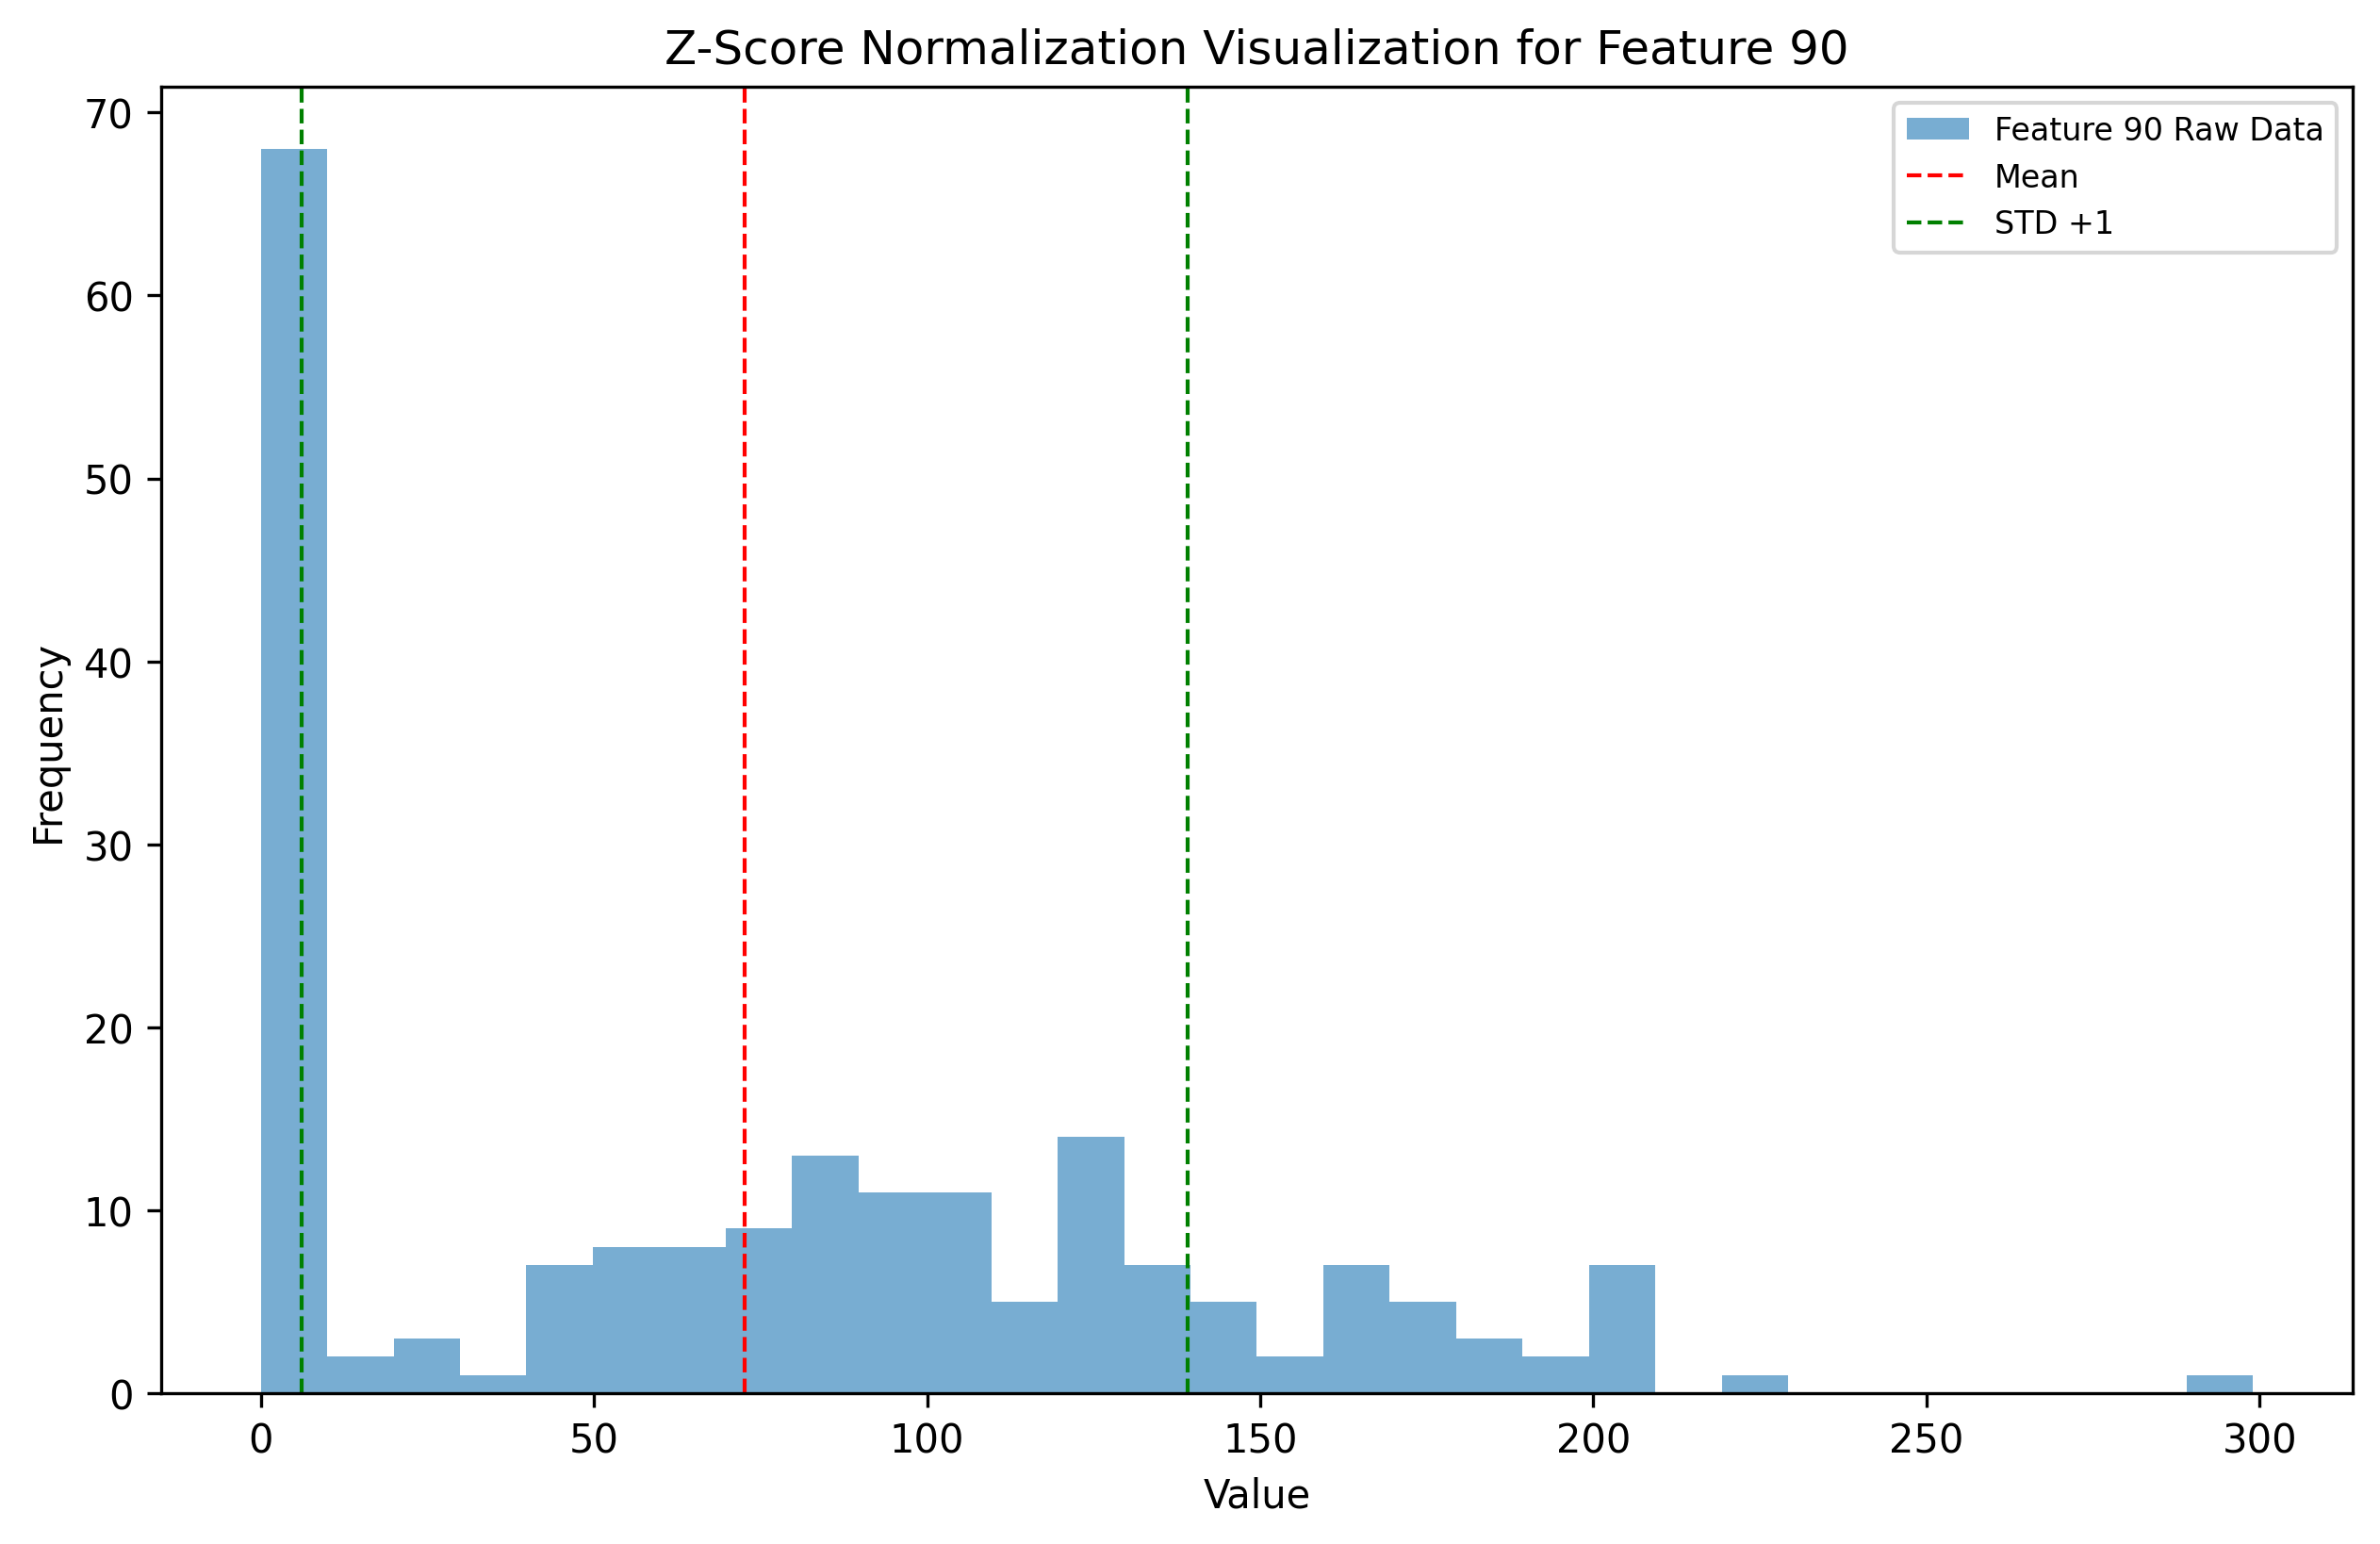 Z-Score Normalization Visualization for Feature 90
Feature 90 Raw Data
Mean
STD +1
70
60
50
40
30
20
10
0
Frequency
0 50 100 150 200 250 300
Value